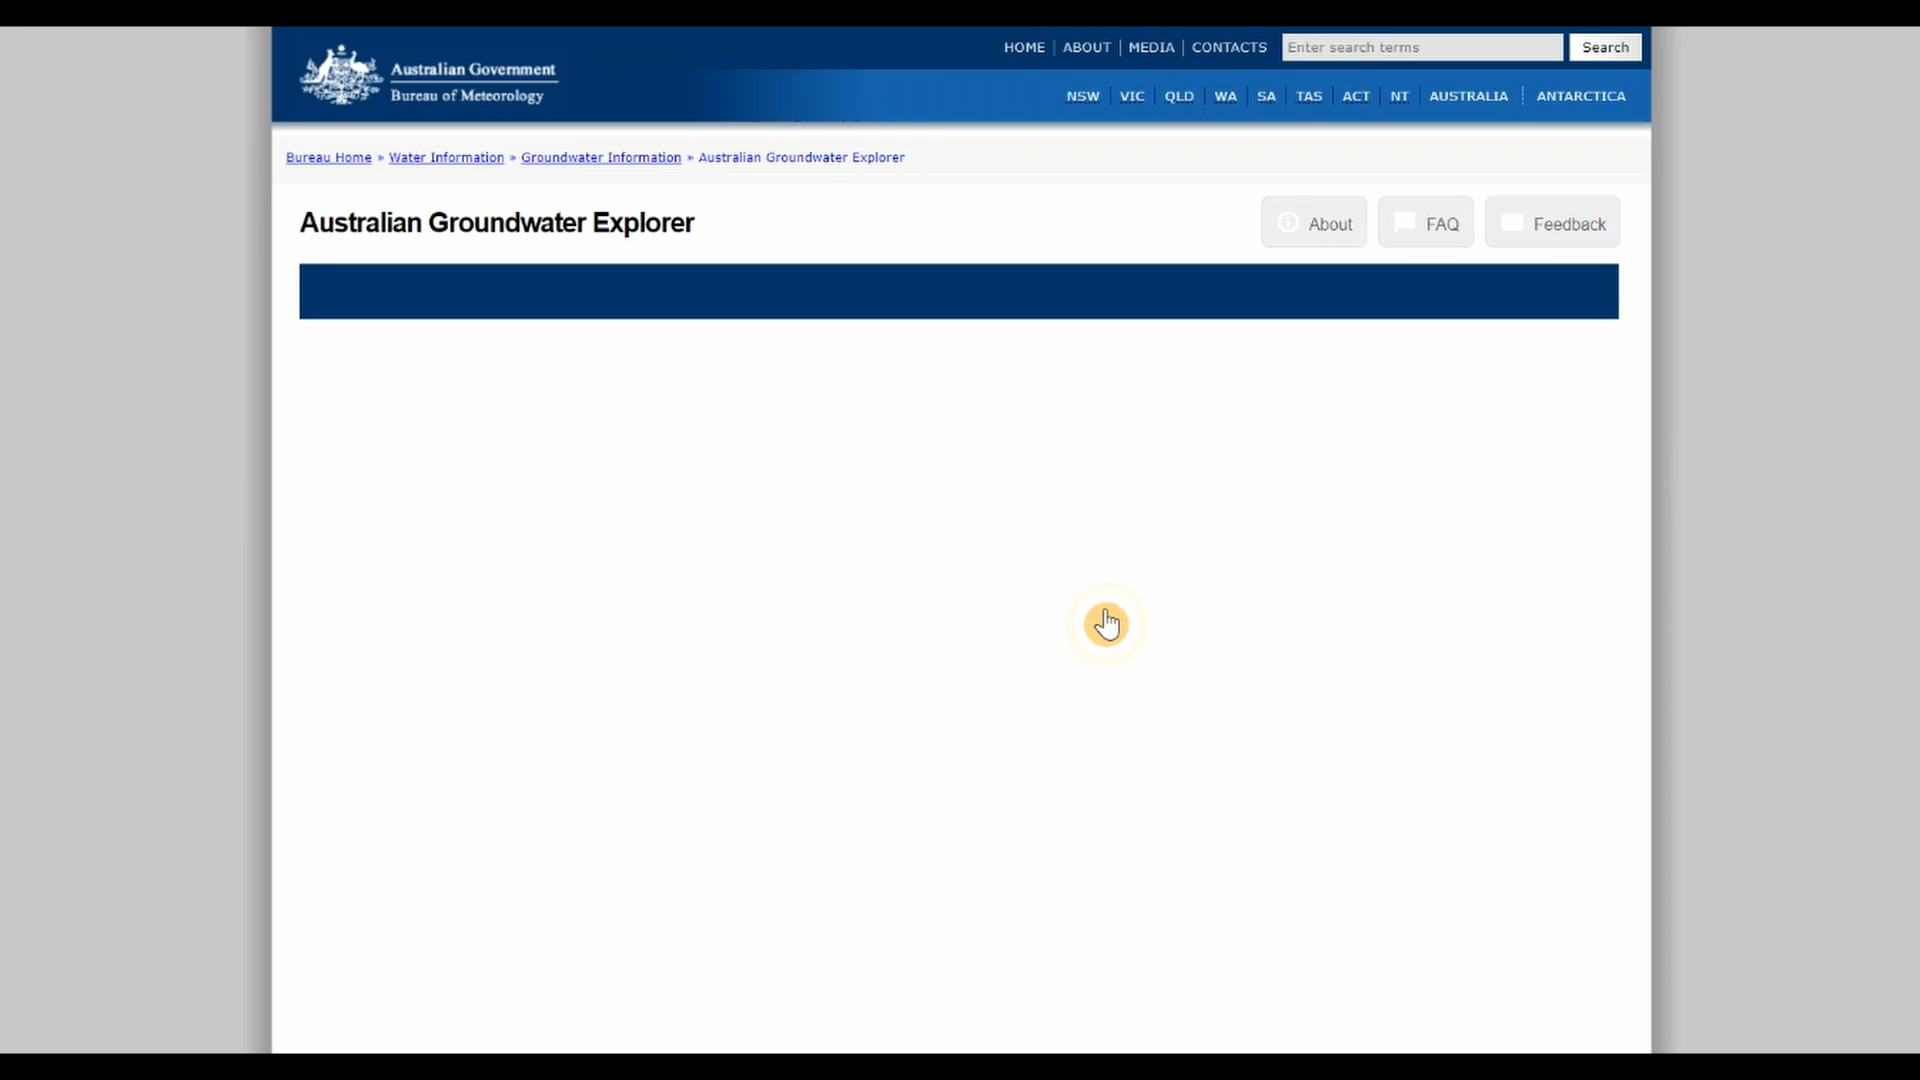 HOME ABOUT MEDIA CONTACTS Enter search terms Search
Australian Government
Bureau of Meteorology
NSW VIC QLD WA SA TAS ACT NT AUSTRALIA ANTARCTICA
Bureau Home » Water Information » Groundwater Information » Australian Groundwater Explorer
Australian Groundwater Explorer
About FAQ Feedback